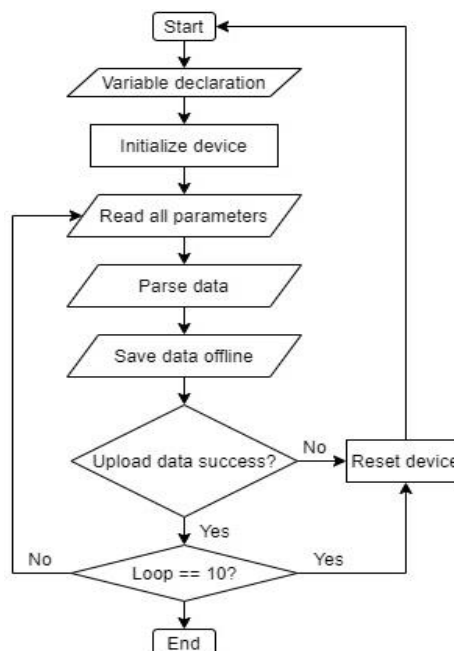 Start
Variable declaration
Initialize device
Read all parameters
Parse data
Save data offline
Upload data success?
No
Reset device
Yes
No
Loop == 10?
Yes
End